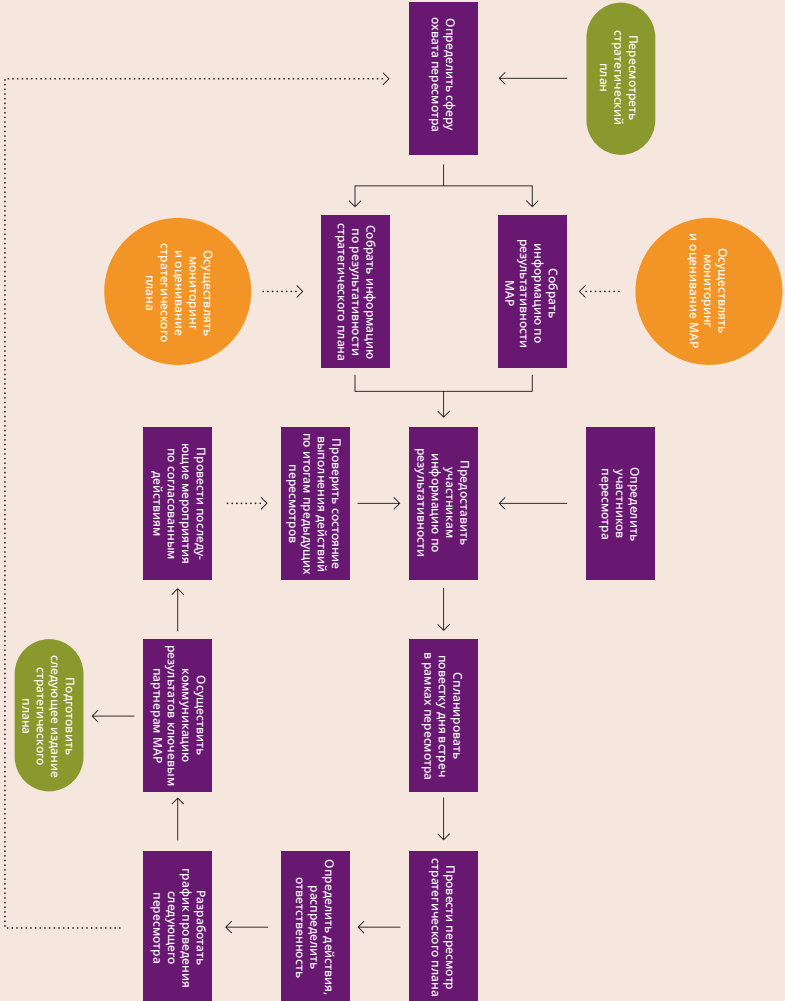 Пересмотреть
стратегический
план
Определить сферу
охвата пересмотра
Осуществлять
мониторинг
и оценивание МАР
Собрать
информацию по
результативности
МАР
Собрать информацию
по результативности
стратегического плана
Осуществлять
мониторинг
и оценивание
стратегического
плана
Определить
участников
пересмотра
Предоставить
участникам
информацию по
результативности
Проверить состояние
выполнения действий
по итогам предыдущих
пересмотров
Провести последу-
ющие мероприятия
по согласованным
действиям
Спланировать
повестку дня встреч
в рамках пересмотра
Осуществить
коммуникацию
результатов ключевым
партнерам МАР
Подготовить
следующее издание
стратегического
плана
Провести пересмотр
стратегического плана
Определить действия,
распределить
ответственность
Разработать
график проведения
следующего
пересмотра